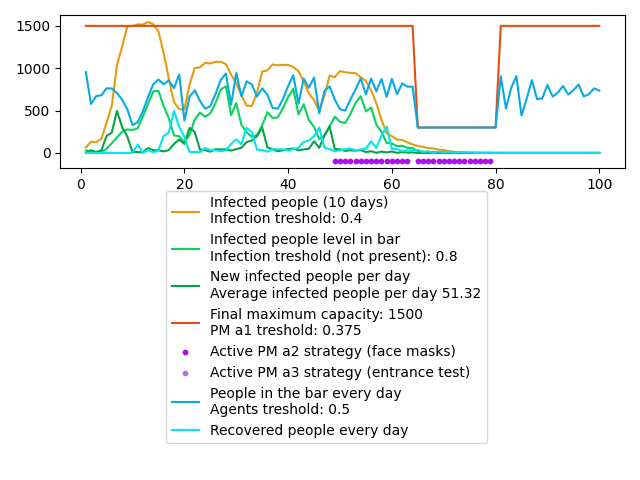 1500
1000
500
0
0 20 40 60 80 100
Infected people (10 days)
Infection treshold: 0.4
Infected people level in bar
Infection treshold (not present): 0.8
New infected people per day
Average infected people per day 51.32
Final maximum capacity: 1500
PM a1 treshold: 0.375
Active PM a2 strategy (face masks)
Active PM a3 strategy (entrance test)
People in the bar every day
Agents treshold: 0.5
Recovered people every day